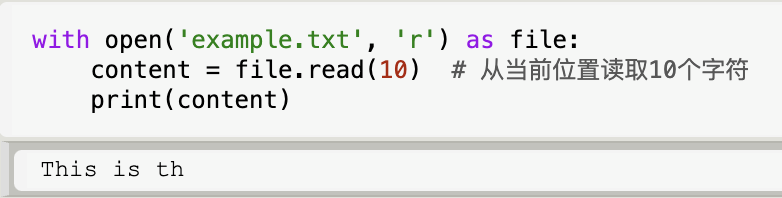 with open('example.txt', 'r') as file:
    content = file.read(10)  # 从当前位置读取10个字符
    print(content)
This is th